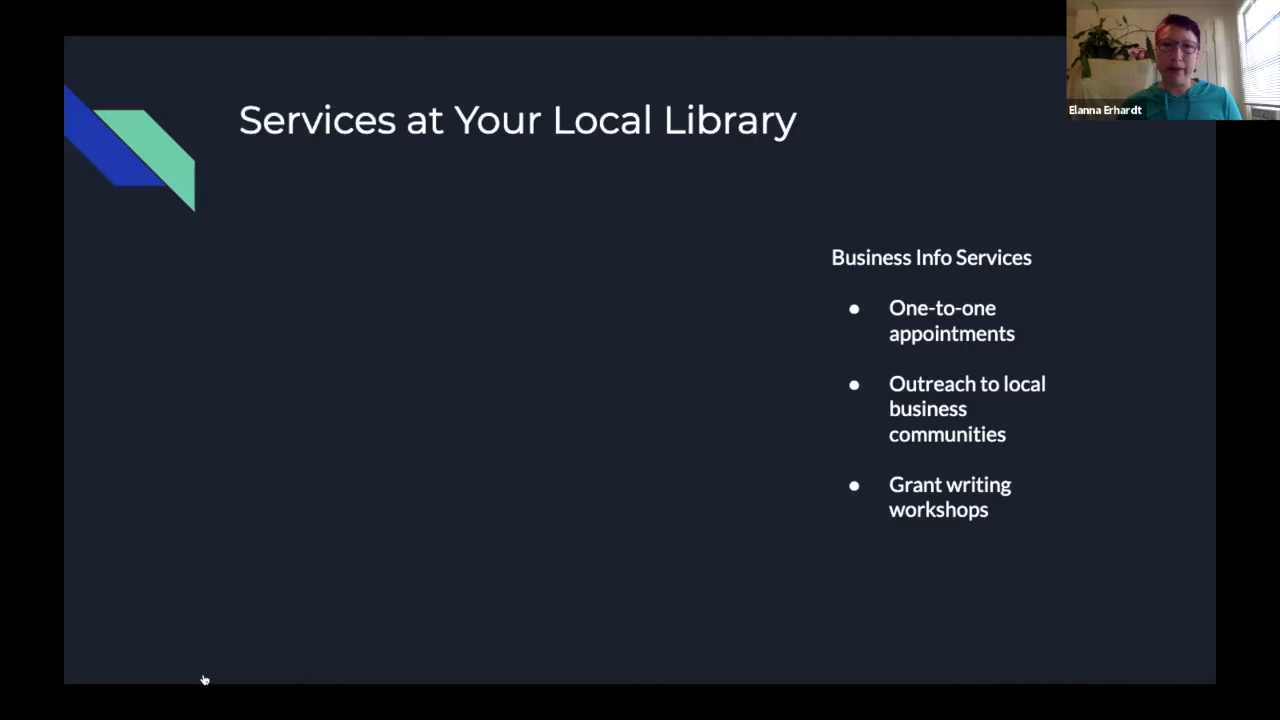 Services at Your Local Library
Elanna Erhardt
Business Info Services
● One-to-one
appointments
● Outreach to local
business
communities
● Grant writing
workshops